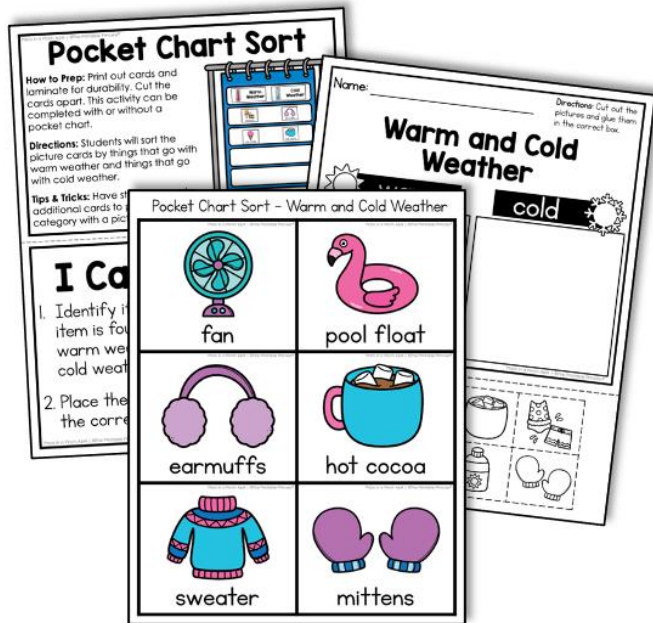 Pocket Chart Sort
How to Prep: Print out cards and
laminate for durability. Cut the
cards apart. This activity can be
completed with or without a
pocket chart.
Directions: Students will sort the
picture cards by things that go with
warm weather and things that go
with cold weather.
Tips & Tricks: Have
additional cards to
category with a
Warm
Weather
Cold
Weather
I Ca
1. Identify
item is
warm
cold
2. Place the
the
Name:
Directions: Cut out the
pictures and glue them
in the correct box.
Warm and Cold
Weather
cold
Pocket Chart Sort - Warm and Cold Weather
fan
pool float
earmuffs
hot cocoa
sweater
mittens